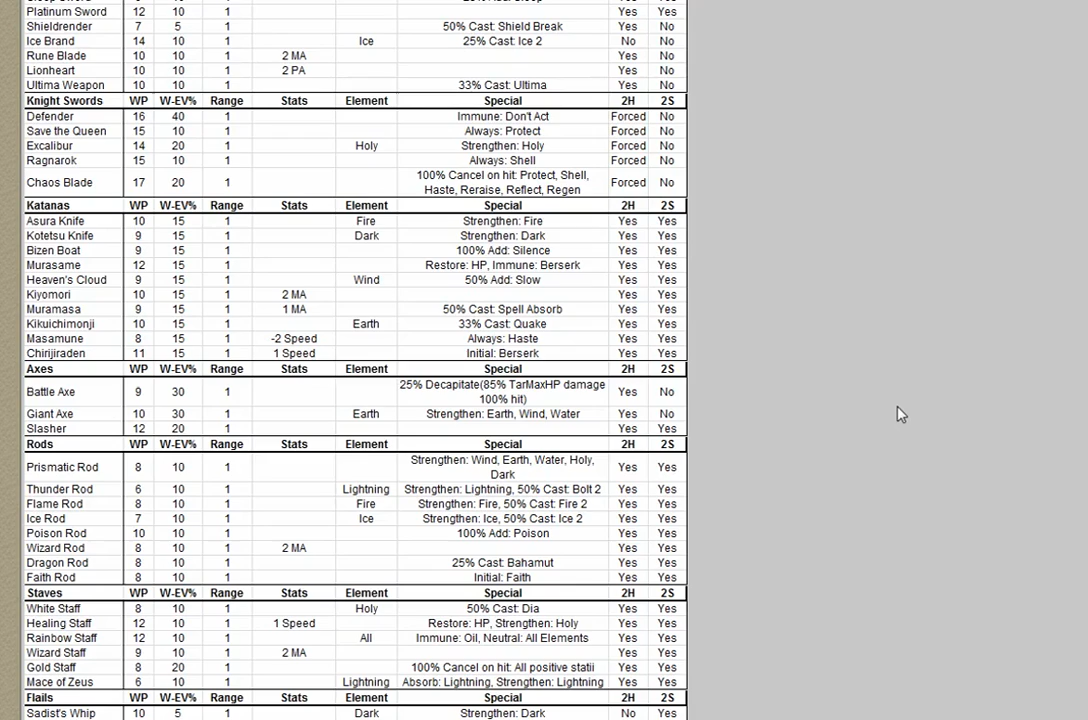 Platinum Sword 12 10 1 Yes Yes
Shieldrender 7 5 1 50% Cast: Shield Break Yes No
Ice Brand 14 10 1 Ice 25% Cast: Ice 2 No No
Rune Blade 10 10 1 2 MA Yes No
Lionheart 10 10 1 2 PA Yes No
Ultima Weapon 10 10 1 33% Cast: Ultima Yes No
Knight Swords WP W-EV% Range Stats Element Special 2H 2S
Defender 16 40 1 Immune: Don't Act Forced No
Save the Queen 15 10 1 Always: Protect Forced No
Excalibur 14 20 1 Holy Strengthen: Holy Forced No
Ragnarok 15 10 1 Always: Shell Forced No
Chaos Blade 17 20 1 100% Cancel on hit: Protect, Shell, Forced No
Haste, Reraise, Reflect, Regen
Katanas WP W-EV% Range Stats Element Special 2H 2S
Asura Knife 10 15 1 Fire Strengthen: Fire Yes Yes
Kotetsu Knife 9 15 1 Dark Strengthen: Dark Yes Yes
Bizen Boat 9 15 1 100% Add: Silence Yes Yes
Murasame 12 15 1 Restore: HP, Immune: Berserk Yes Yes
Heaven's Cloud 9 15 1 Wind 50% Add: Slow Yes Yes
Kiyomori 10 15 1 2 MA Yes Yes
Muramasa 9 15 1 1 MA 50% Cast: Spell Absorb Yes Yes
Kikuichimonji 10 15 1 Earth 33% Cast: Quake Yes Yes
Masamune 8 15 1 -2 Speed Always: Haste Yes Yes
Chirijiraden 11 15 1 1 Speed Initial: Berserk Yes Yes
Axes WP W-EV% Range Stats Element Special 2H 2S
Battle Axe 9 30 1 25% Decapitate(85% TarMaxHP damage Yes No
100% hit)
Giant Axe 10 30 1 Earth Strengthen: Earth, Wind, Water Yes No
Slasher 12 20 1 Yes Yes
Rods WP W-EV% Range Stats Element Special 2H 2S
Prismatic Rod 8 10 1 Strengthen: Wind, Earth, Water, Holy, Yes Yes
Dark
Thunder Rod 6 10 1 Lightning Strengthen: Lightning, 50% Cast: Bolt 2 Yes Yes
Flame Rod 8 10 1 Fire Strengthen: Fire, 50% Cast: Fire 2 Yes Yes
Ice Rod 7 10 1 Ice Strengthen: Ice, 50% Cast: Ice 2 Yes Yes
Poison Rod 10 10 1 100% Add: Poison Yes Yes
Wizard Rod 8 10 1 2 MA Yes Yes
Dragon Rod 8 10 1 25% Cast: Bahamut Yes Yes
Faith Rod 8 10 1 Initial: Faith Yes Yes
Staves WP W-EV% Range Stats Element Special 2H 2S
White Staff 8 10 1 Holy 50% Cast: Dia Yes Yes
Healing Staff 12 10 1 1 Speed Restore: HP, Strengthen: Holy Yes Yes
Rainbow Staff 12 10 1 All Immune: Oil, Neutral: All Elements Yes Yes
Wizard Staff 9 10 1 2 MA Yes Yes
Gold Staff 8 20 1 100% Cancel on hit: All positive statii Yes Yes
Mace of Zeus 6 10 1 Lightning Absorb: Lightning, Strengthen: Lightning Yes Yes
Flails WP W-EV% Range Stats Element Special 2H 2S
Sadist's Whip 10 5 1 Dark Strengthen: Dark No Yes